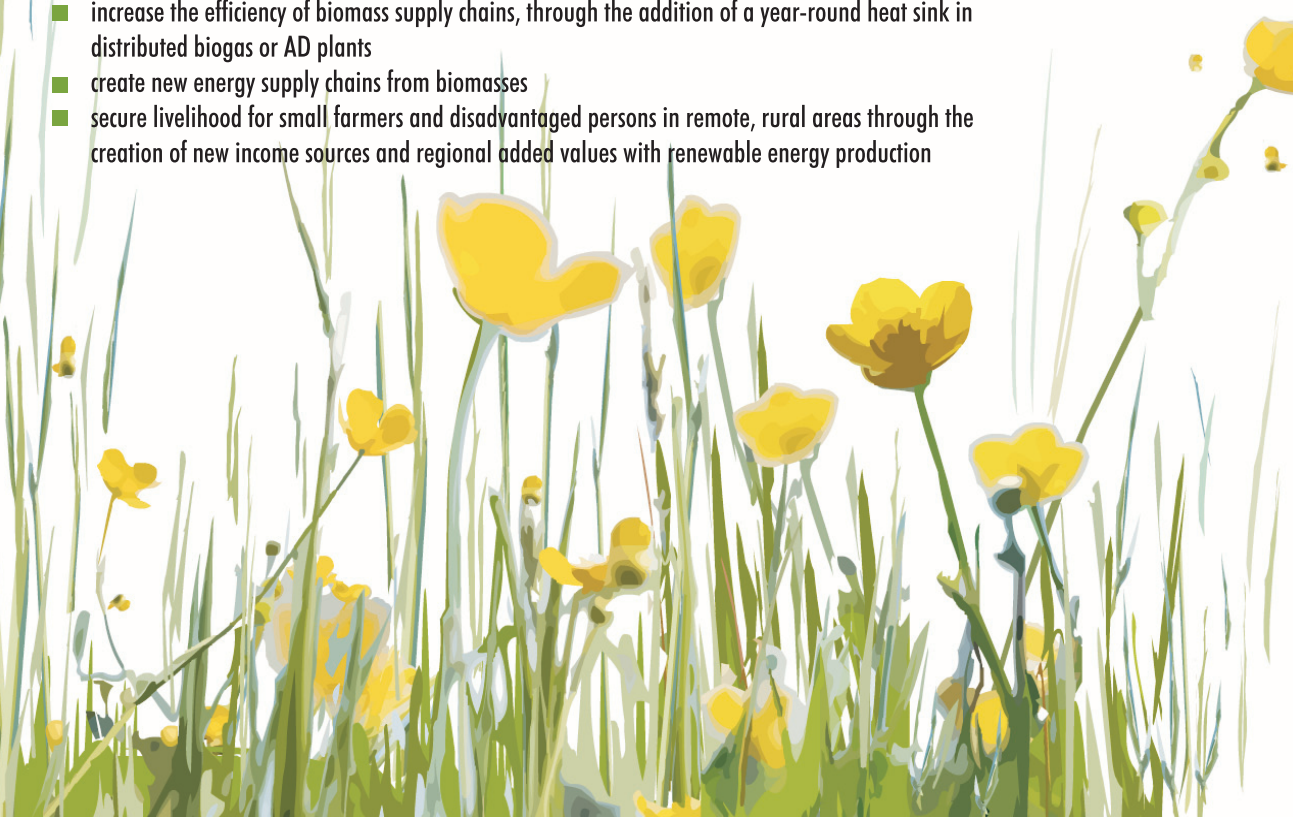 increase the efficiency of biomass supply chains, through the addition of a year-round heat sink in
distributed biogas or AD plants
create new energy supply chains from biomasses
secure livelihood for small farmers and disadvantaged persons in remote, rural areas through the
creation of new income sources and regional added values with renewable energy production